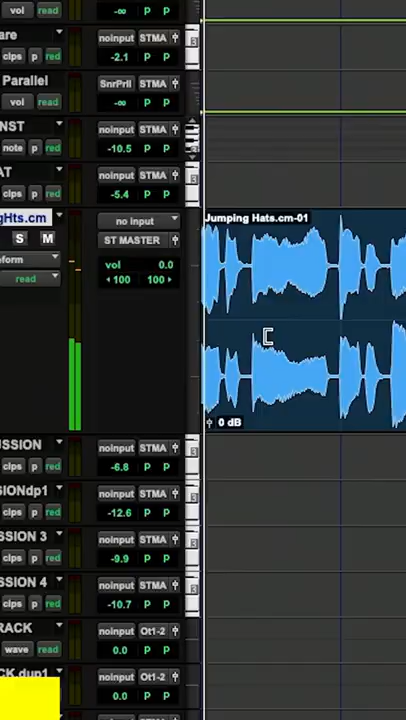 -∞ P P
vol read
are noinput STMA
clps p red -2.1 P P
Parallel SnrPrll
vol read -∞ P P
NST noinput STMA
note p red -10.5 P P
AT noinput STMA
clps p red -5.4 P P
gHts.cm no input Jumping Hats.cm-01
S M ST MASTER
eform vol 0.0
read 100 100
0 dB
SSION noinput STMA
clps p red -6.8 P P
SIONdp1 noinput STMA
clps p red -12.6 P P
SSION 3 noinput STMA
clps p red -9.9 P P
SSION 4 noinput STMA
clps p red -10.7 P P
RACK noinput Ot1-2
wave read 0.0 P P
CK.dup1 noinput Ot1-2
0.0 P P